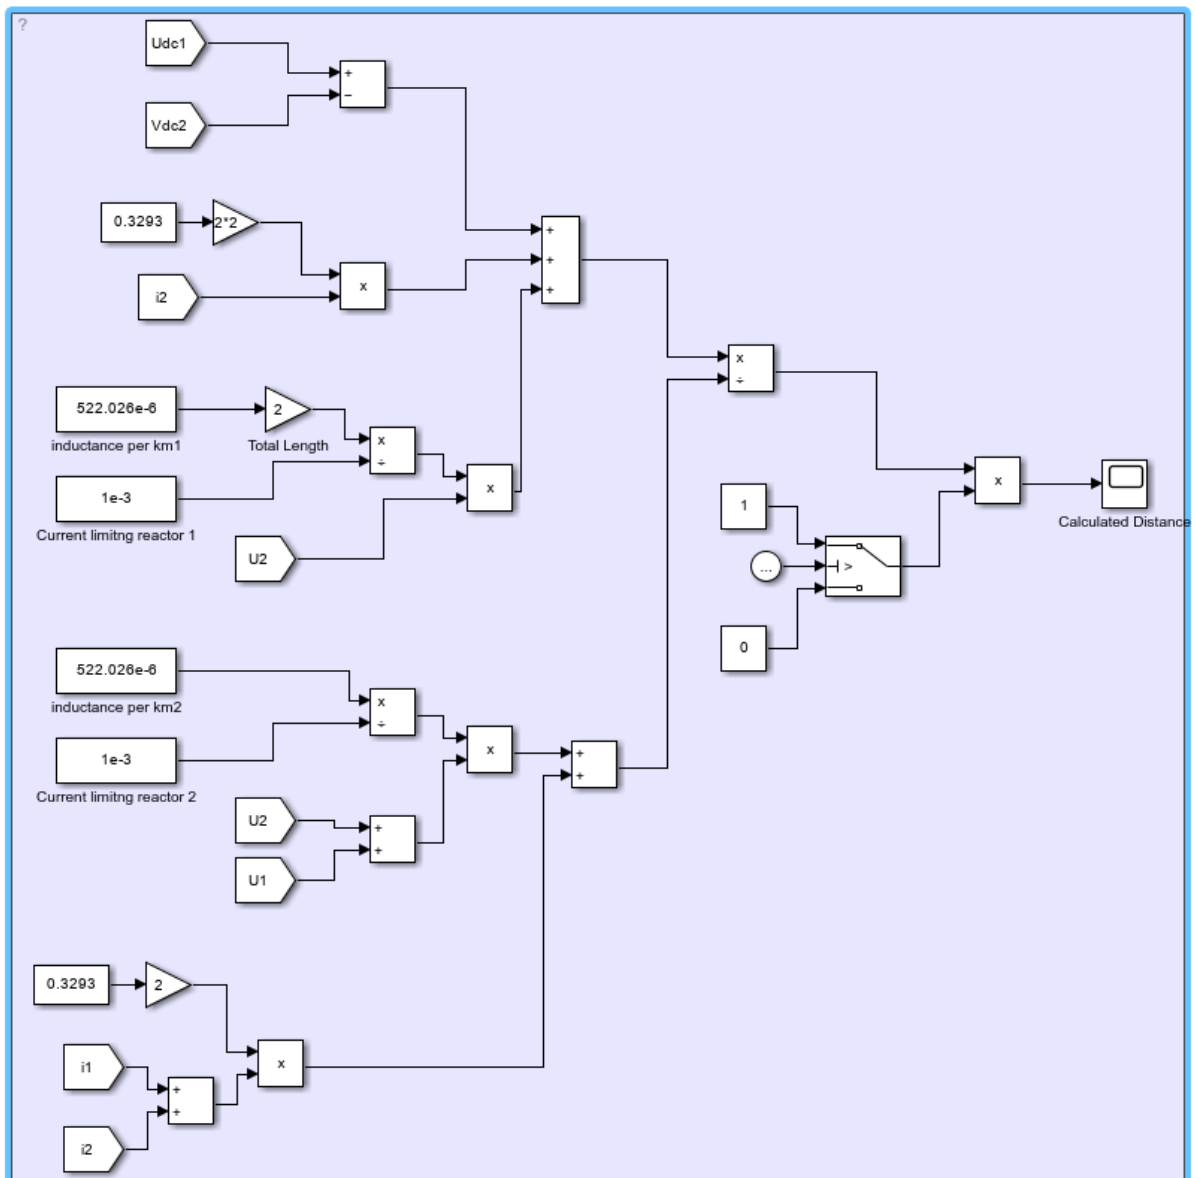 ?
Udc1
+
−
Vdc2
0.3293
2*2
i2
x
+
+
+
522.026e-6
inductance per km1
2
Total Length
x
÷
1e-3
Current limitng reactor 1
x
U2
x
÷
1
...
>
0
x
Calculated Distance
522.026e-6
inductance per km2
x
÷
1e-3
Current limitng reactor 2
x
+
+
U2
U1
+
+
0.3293
2
i1
i2
+
+
x